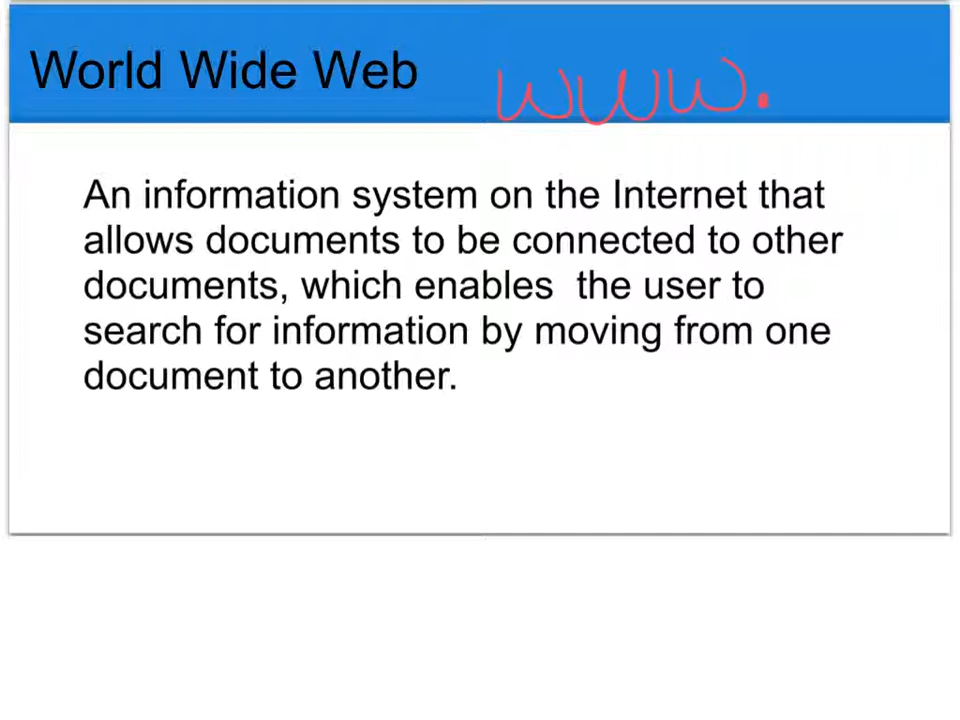 World Wide Web www.
An information system on the Internet that
allows documents to be connected to other
documents, which enables  the user to
search for information by moving from one
document to another.